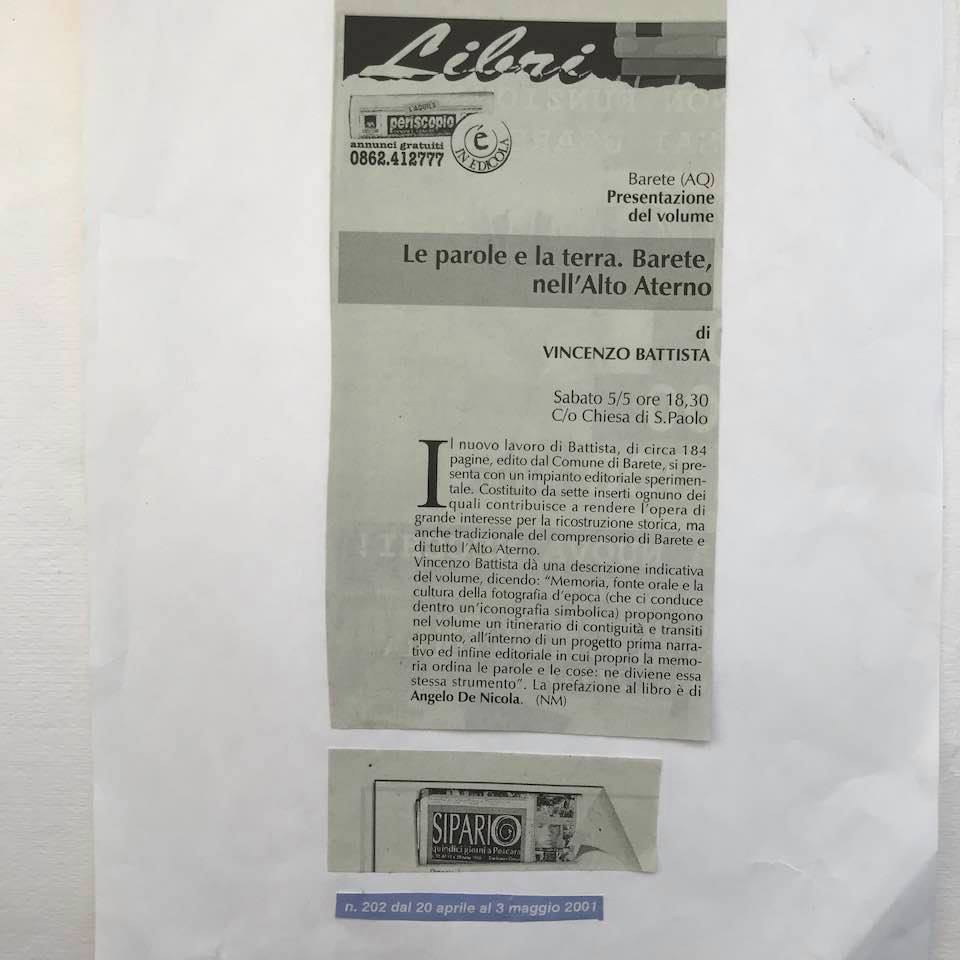 Libri
L'AQUILA
periscopio
annunci gratuiti
0862.412777
è
IN EDICOLA
Barete (AQ)
Presentazione
del volume
Le parole e la terra. Barete,
nell'Alto Aterno
di
VINCENZO BATTISTA
Sabato 5/5 ore 18,30
C/o Chiesa di S.Paolo
Il nuovo lavoro di Battista, di circa 184
pagine, edito dal Comune di Barete, si pre-
senta con un impianto editoriale sperimen-
tale. Costituito da sette inserti ognuno dei
quali contribuisce a rendere l'opera di
grande interesse per la ricostruzione storica, ma
anche tradizionale del comprensorio di Barete e
di tutto l'Alto Aterno.
Vincenzo Battista dà una descrizione indicativa
del volume, dicendo: "Memoria, fonte orale e la
cultura della fotografia d'epoca (che ci conduce
dentro un'iconografia simbolica) propongono
nel volume un itinerario di contiguità e transiti
appunto, all'interno di un progetto prima narra-
tivo ed infine editoriale in cui proprio la memo-
ria ordina le parole e le cose: ne diviene essa
stessa strumento". La prefazione al libro è di
Angelo De Nicola. (NM)
SIPARIO
quindici giorni a Pescara
n. 202 dal 20 aprile al 3 maggio 2001